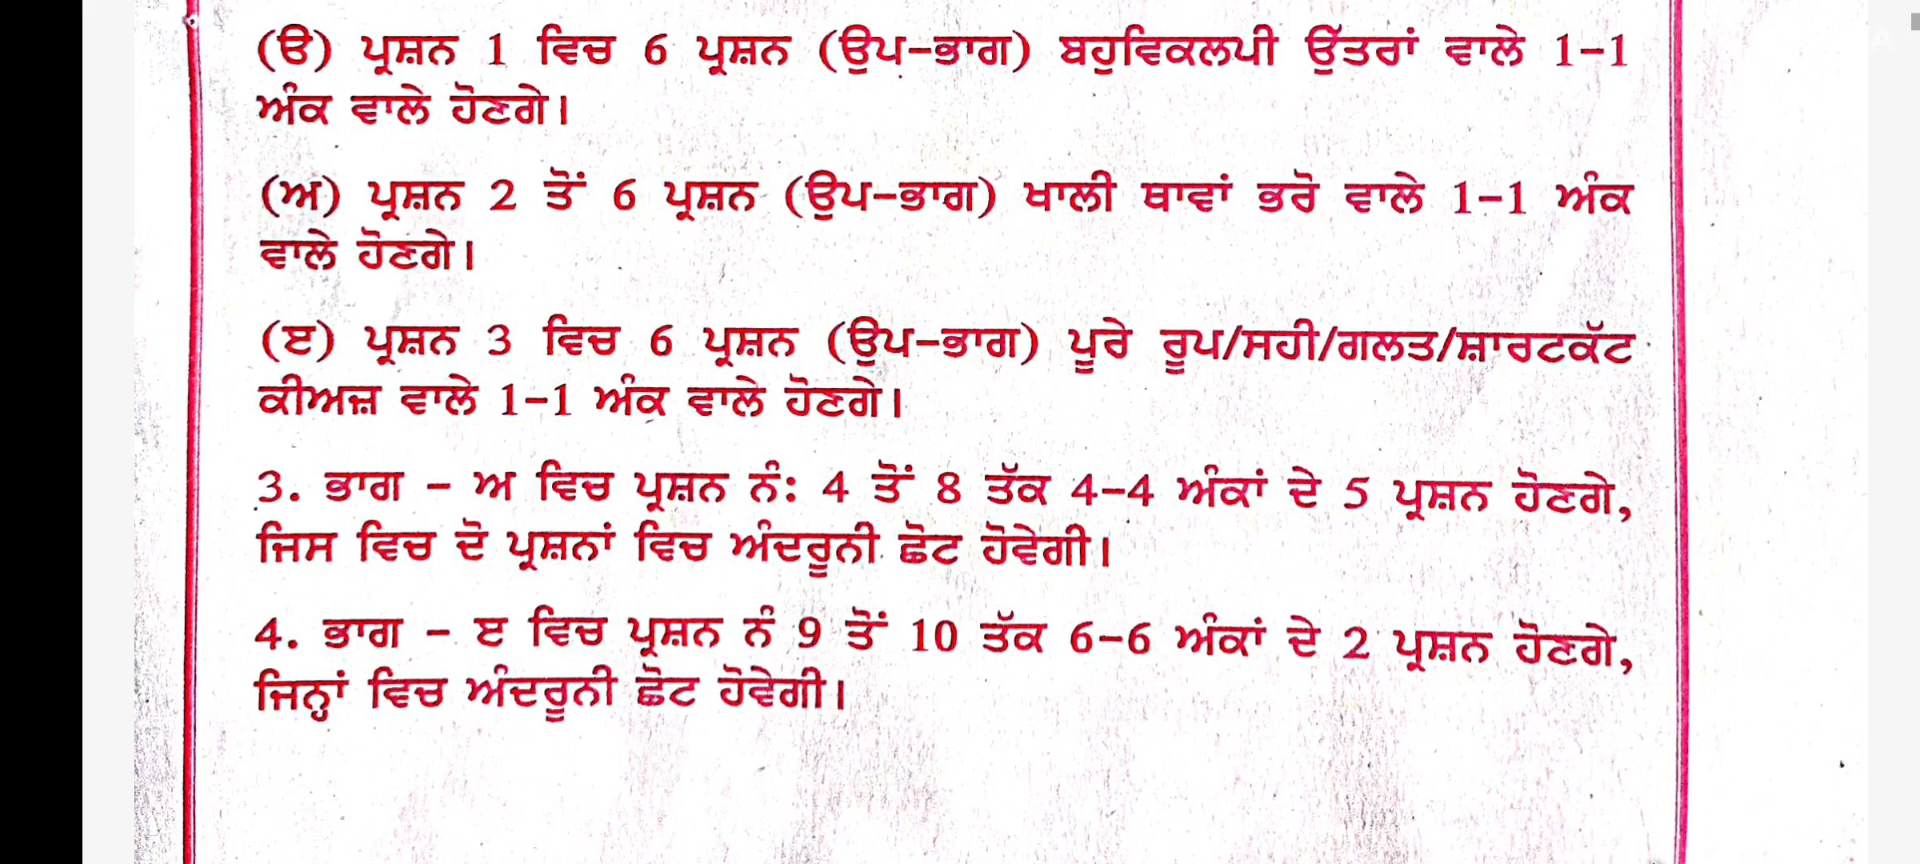 (ੳ) ਪ੍ਰਸ਼ਨ 1 ਵਿਚ 6 ਪ੍ਰਸ਼ਨ (ਉਪ-ਭਾਗ) ਬਹੁਵਿਕਲਪੀ ਉੱਤਰਾਂ ਵਾਲੇ 1-1
ਅੰਕ ਵਾਲੇ ਹੋਣਗੇ।
(ਅ) ਪ੍ਰਸ਼ਨ 2 ਤੋਂ 6 ਪ੍ਰਸ਼ਨ (ਉਪ-ਭਾਗ) ਖਾਲੀ ਥਾਵਾਂ ਭਰੋ ਵਾਲੇ 1-1 ਅੰਕ
ਵਾਲੇ ਹੋਣਗੇ।
(ੲ) ਪ੍ਰਸ਼ਨ 3 ਵਿਚ 6 ਪ੍ਰਸ਼ਨ (ਉਪ-ਭਾਗ) ਪੂਰੇ ਰੂਪ/ਸਹੀ/ਗਲਤ/ਸ਼ਾਰਟਕੱਟ
ਕੀਅਜ਼ ਵਾਲੇ 1-1 ਅੰਕ ਵਾਲੇ ਹੋਣਗੇ।
3. ਭਾਗ - ਅ ਵਿਚ ਪ੍ਰਸ਼ਨ ਨੰ: 4 ਤੋਂ 8 ਤੱਕ 4-4 ਅੰਕਾਂ ਦੇ 5 ਪ੍ਰਸ਼ਨ ਹੋਣਗੇ,
ਜਿਸ ਵਿਚ ਦੋ ਪ੍ਰਸ਼ਨਾਂ ਵਿਚ ਅੰਦਰੂਨੀ ਛੋਟ ਹੋਵੇਗੀ।
4. ਭਾਗ - ੲ ਵਿਚ ਪ੍ਰਸ਼ਨ ਨੰ 9 ਤੋਂ 10 ਤੱਕ 6-6 ਅੰਕਾਂ ਦੇ 2 ਪ੍ਰਸ਼ਨ ਹੋਣਗੇ,
ਜਿਨ੍ਹਾਂ ਵਿਚ ਅੰਦਰੂਨੀ ਛੋਟ ਹੋਵੇਗੀ।